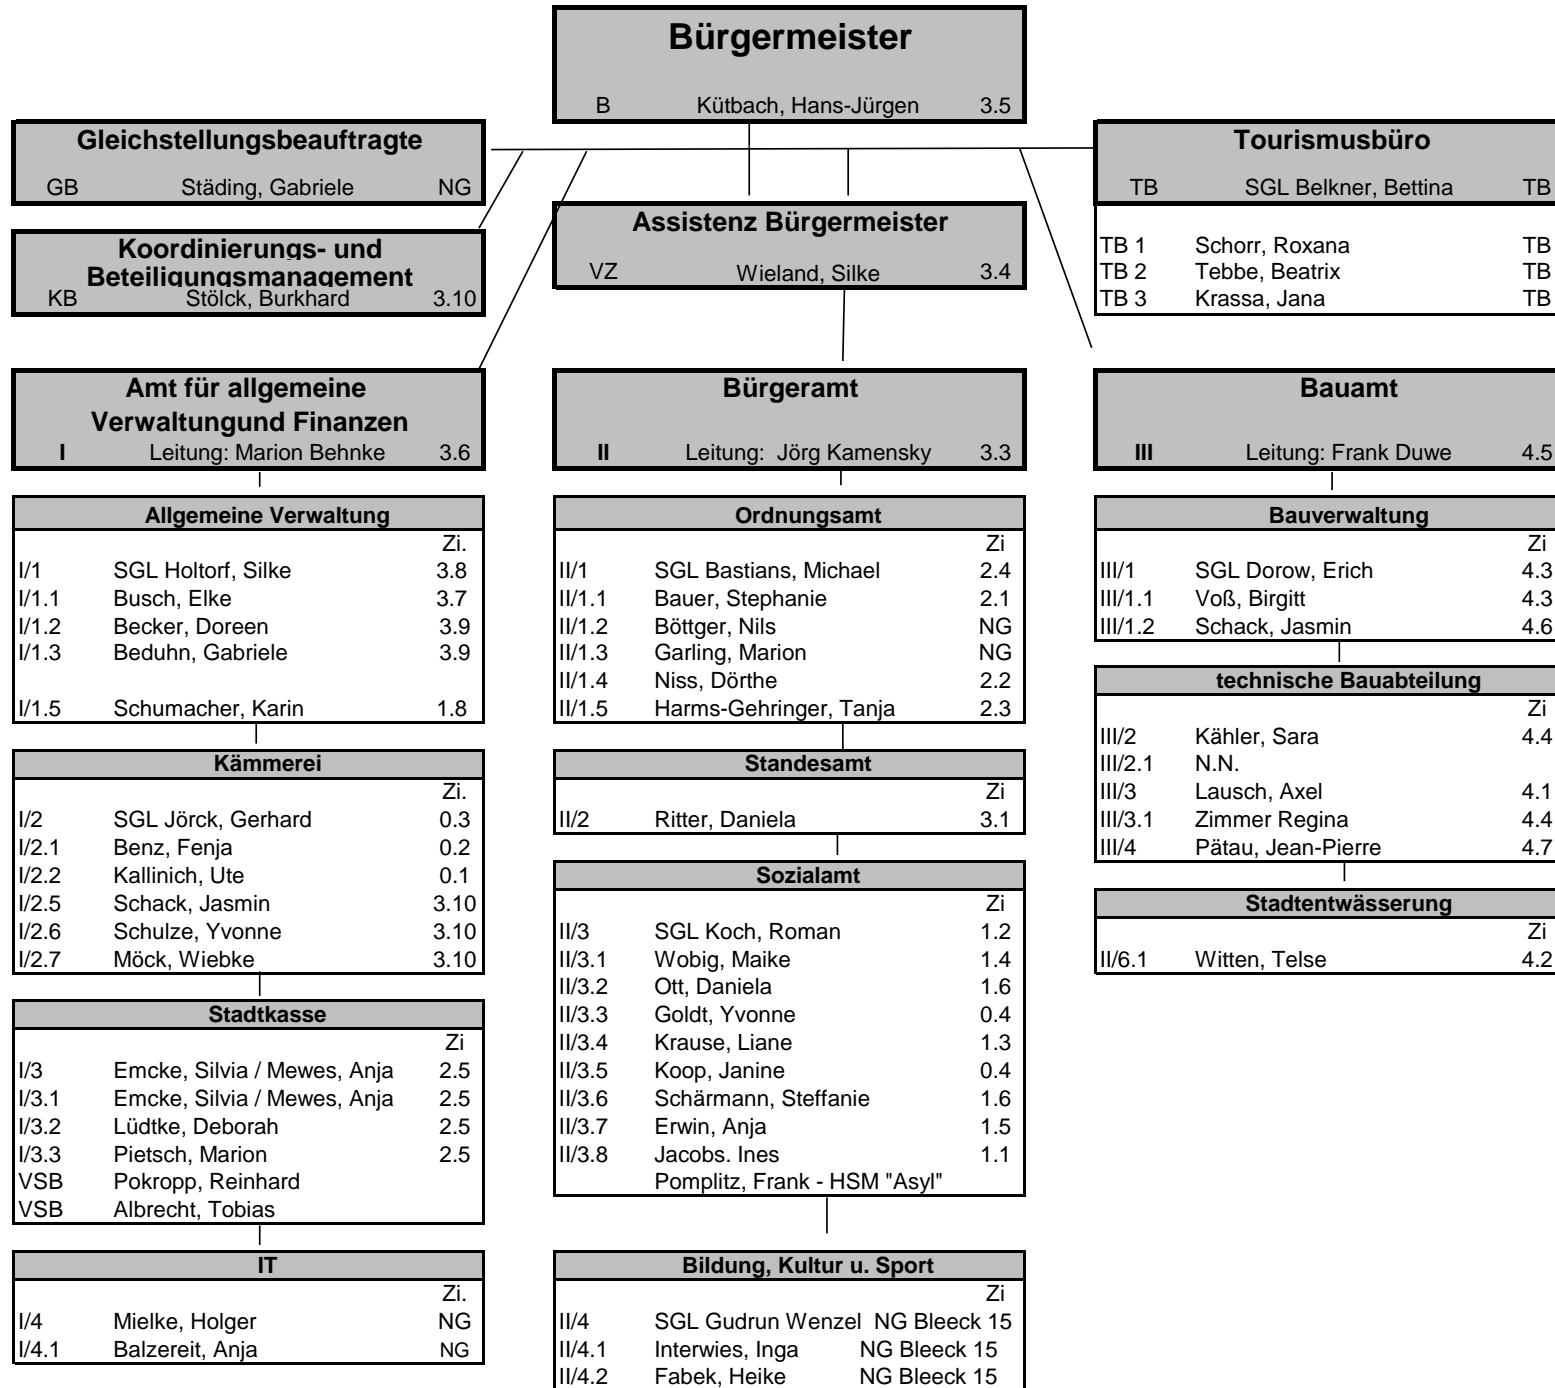 Bürgermeister
B Kütbach, Hans-Jürgen 3.5
Gleichstellungsbeauftragte
GB Städing, Gabriele NG
Tourismusbüro
TB SGL Belkner, Bettina TB
TB 1 Schorr, Roxana TB
TB 2 Tebbe, Beatrix TB
TB 3 Krassa, Jana TB
Assistenz Bürgermeister
VZ Wieland, Silke 3.4
Koordinierungs- und
Beteiligungsmanagement
KB Stölck, Burkhard 3.10
Amt für allgemeine
Verwaltungund Finanzen
I Leitung: Marion Behnke 3.6
Allgemeine Verwaltung
Zi.
I/1 SGL Holtorf, Silke 3.8
I/1.1 Busch, Elke 3.7
I/1.2 Becker, Doreen 3.9
I/1.3 Beduhn, Gabriele 3.9
I/1.5 Schumacher, Karin 1.8
Kämmerei
Zi.
I/2 SGL Jörck, Gerhard 0.3
I/2.1 Benz, Fenja 0.2
I/2.2 Kallinich, Ute 0.1
I/2.5 Schack, Jasmin 3.10
I/2.6 Schulze, Yvonne 3.10
I/2.7 Möck, Wiebke 3.10
Stadtkasse
Zi
I/3 Emcke, Silvia / Mewes, Anja 2.5
I/3.1 Emcke, Silvia / Mewes, Anja 2.5
I/3.2 Lüdtke, Deborah 2.5
I/3.3 Pietsch, Marion 2.5
VSB Pokropp, Reinhard
VSB Albrecht, Tobias
IT
Zi.
I/4 Mielke, Holger NG
I/4.1 Balzereit, Anja NG
Bürgeramt
II Leitung: Jörg Kamensky 3.3
Ordnungsamt
Zi
II/1 SGL Bastians, Michael 2.4
II/1.1 Bauer, Stephanie 2.1
II/1.2 Böttger, Nils NG
II/1.3 Garling, Marion NG
II/1.4 Niss, Dörthe 2.2
II/1.5 Harms-Gehringer, Tanja 2.3
Standesamt
Zi
II/2 Ritter, Daniela 3.1
Sozialamt
Zi
II/3 SGL Koch, Roman 1.2
II/3.1 Wobig, Maike 1.4
II/3.2 Ott, Daniela 1.6
II/3.3 Goldt, Yvonne 0.4
II/3.4 Krause, Liane 1.3
II/3.5 Koop, Janine 0.4
II/3.6 Schärmann, Steffanie 1.6
II/3.7 Erwin, Anja 1.5
II/3.8 Jacobs. Ines 1.1
Pomplitz, Frank - HSM "Asyl"
Bildung, Kultur u. Sport
Zi
II/4 SGL Gudrun Wenzel NG Bleeck 15
II/4.1 Interwies, Inga NG Bleeck 15
II/4.2 Fabek, Heike NG Bleeck 15
Bauamt
III Leitung: Frank Duwe 4.5
Bauverwaltung
Zi
III/1 SGL Dorow, Erich 4.3
III/1.1 Voß, Birgitt 4.3
III/1.2 Schack, Jasmin 4.6
technische Bauabteilung
Zi
III/2 Kähler, Sara 4.4
III/2.1 N.N.
III/3 Lausch, Axel 4.1
III/3.1 Zimmer Regina 4.4
III/4 Pätau, Jean-Pierre 4.7
Stadtentwässerung
Zi
II/6.1 Witten, Telse 4.2